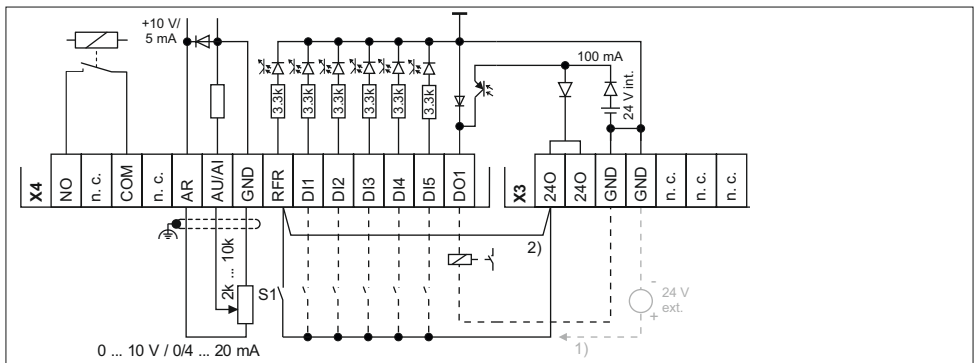 +10 V/
5 mA
100 mA
24 V int.
3.3k
3.3k
3.3k
3.3k
3.3k
3.3k
X4
NO
n. c.
COM
n. c.
AR
AU/AI
GND
RFR
DI1
DI2
DI3
DI4
DI5
DO1
X3
24O
24O
GND
GND
n. c.
n. c.
n. c.
2)
2k ... 10k
S1
-
24 V
ext.
+
1)
0 ... 10 V / 0/4 ... 20 mA